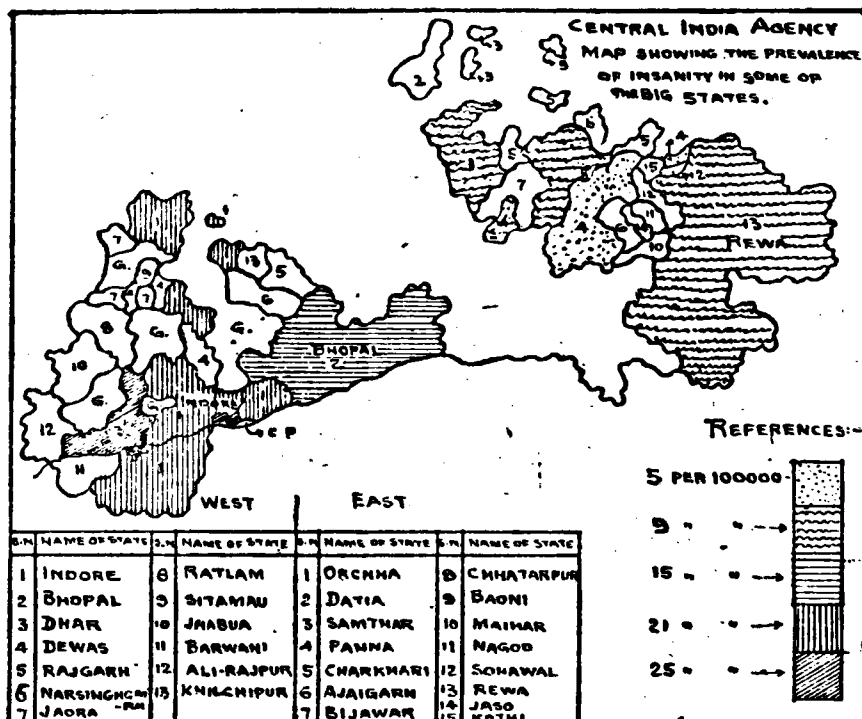 CENTRAL INDIA AGENCY
MAP SHOWING THE PREVALENCE
OF INSANITY IN SOME OF
THE BIG STATES.
REWA
13
BHOPAL
2
INDORE
C P
WEST
EAST
REFERENCES:-
5 PER 100000
9 " "
15 " "
21 " "
25 " "
S.N NAME OF STATE S.N NAME OF STATE S.N NAME OF STATE S.N NAME OF STATE
1 INDORE 8 RATLAM 1 ORCHHA 8 CHHATARPUR
2 BHOPAL 9 SITAMAU 2 DATIA 9 BAONI
3 DHAR 10 JHABUA 3 SAMTHAR 10 MAIHAR
4 DEWAS 11 BARWANI 4 PANNA 11 NAGOD
5 RAJGARH 12 ALI-RAJPUR 5 CHARKHARI 12 SOHAWAL
6 NARSINGHGARH 13 KHILCHIPUR 6 AJAIGARH 13 REWA
7 JAORA 7 BIJAWAR 14 JASO
15 KOTHI